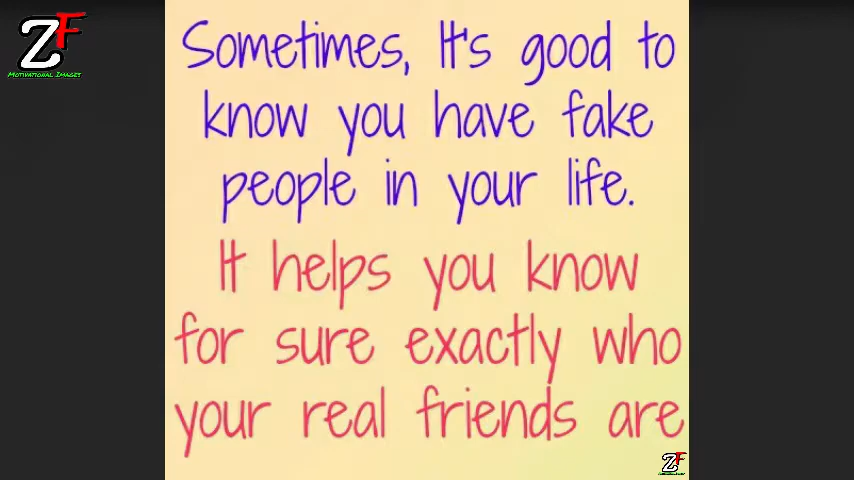 ZF
MOTIVATIONAL IMAGES
Sometimes, It's good to
know you have fake
people in your life.
It helps you know
for sure exactly who
your real friends are
ZF